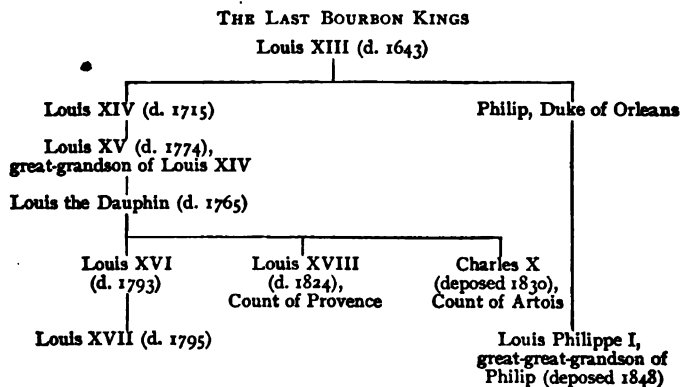 The Last Bourbon Kings
Louis XIII (d. 1643)
Louis XIV (d. 1715)
Philip, Duke of Orleans
Louis XV (d. 1774),
great-grandson of Louis XIV
Louis the Dauphin (d. 1765)
Louis XVI
(d. 1793)
Louis XVIII
(d. 1824),
Count of Provence
Charles X
(deposed 1830),
Count of Artois
Louis XVII (d. 1795)
Louis Philippe I,
great-great-grandson of
Philip (deposed 1848)